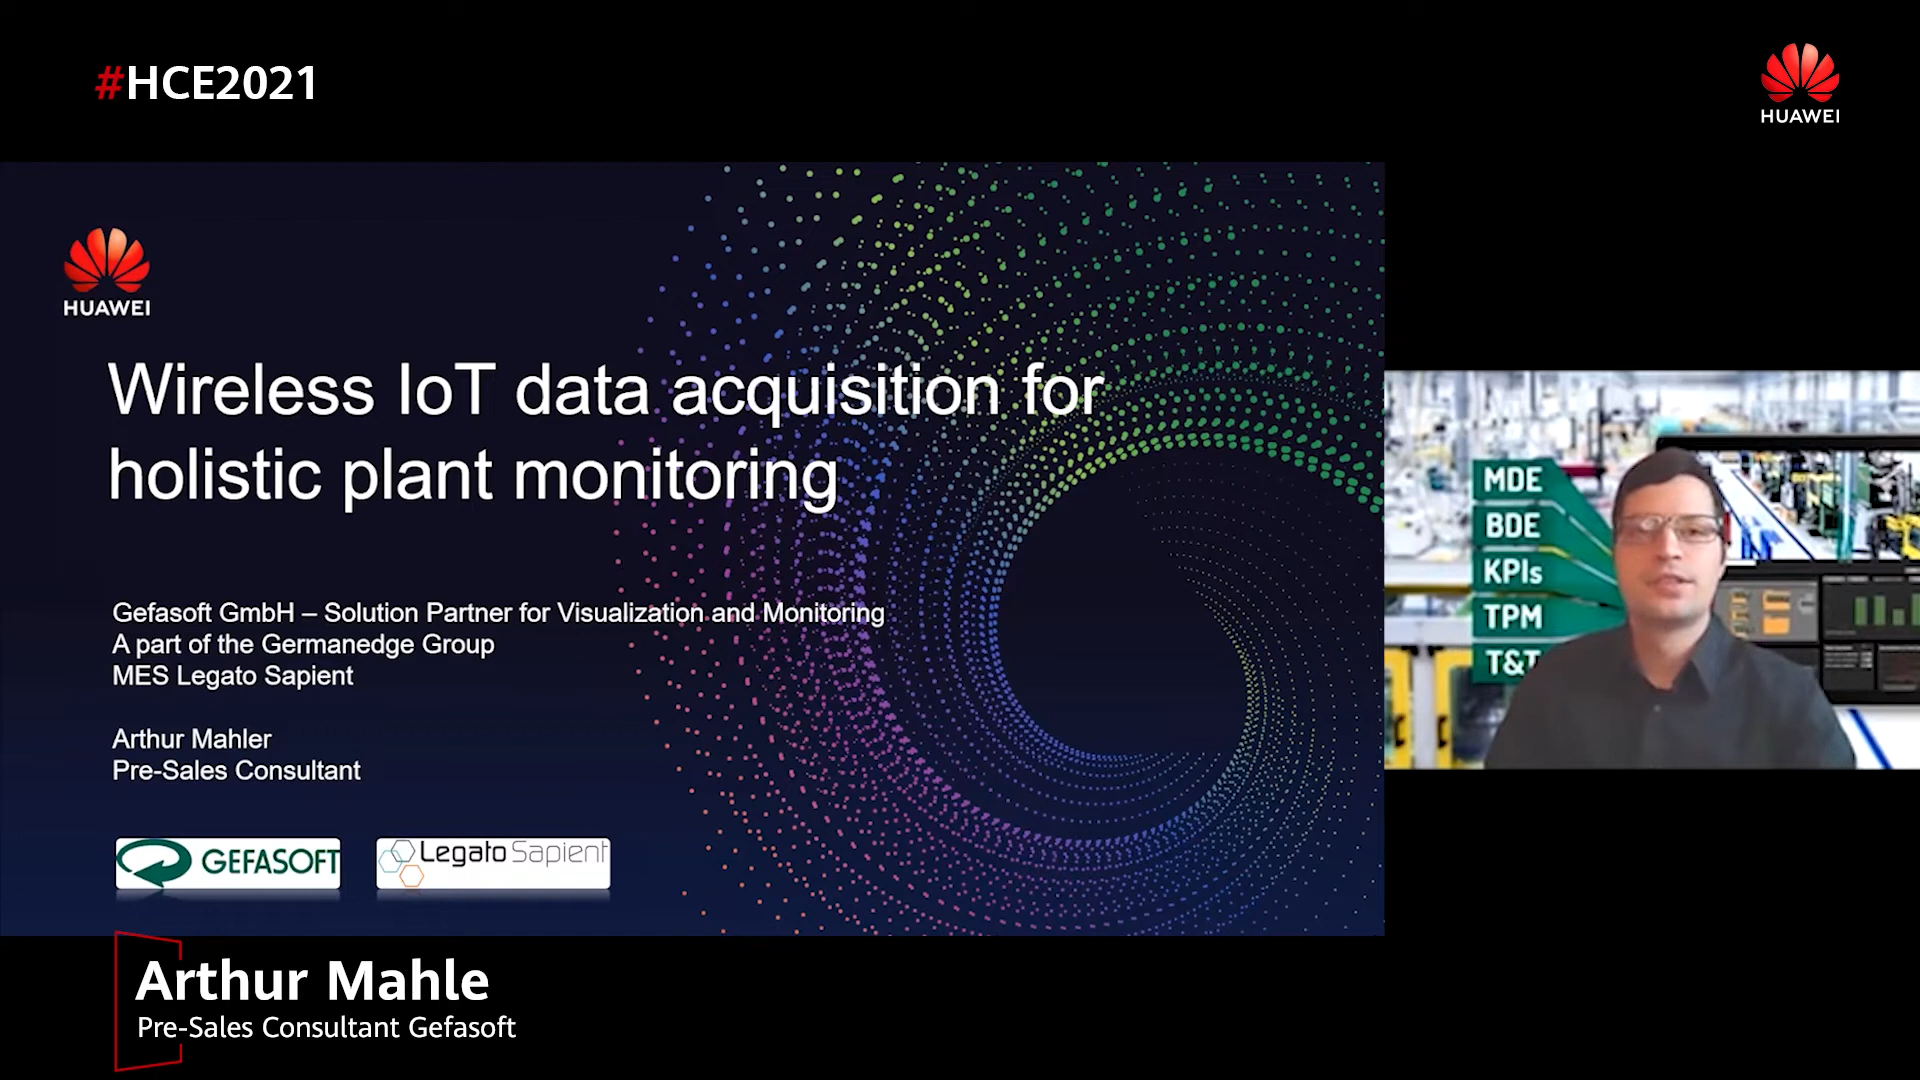 #HCE2021
HUAWEI
HUAWEI
Wireless IoT data acquisition for
holistic plant monitoring
Gefasoft GmbH – Solution Partner for Visualization and Monitoring
A part of the Germanedge Group
MES Legato Sapient
Arthur Mahler
Pre-Sales Consultant
GEFASOFT
Legato Sapient
MDE
BDE
KPIs
TPM
T&T
Arthur Mahle
Pre-Sales Consultant Gefasoft